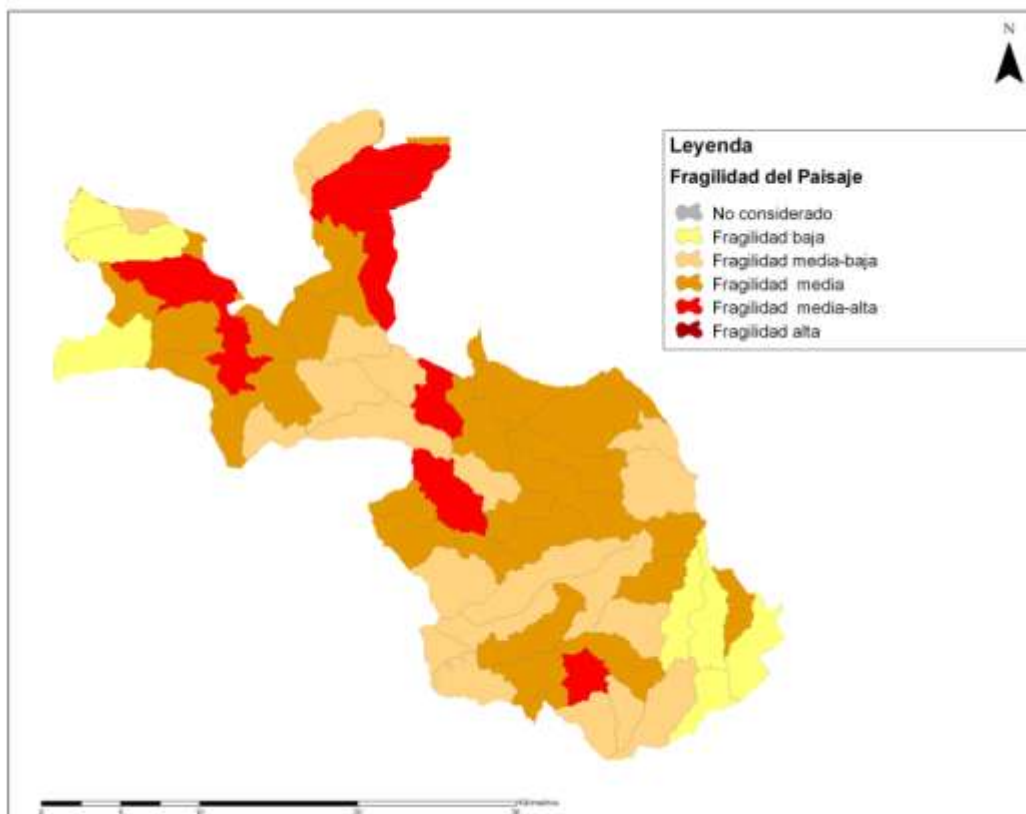 N
Leyenda
Fragilidad del Paisaje
No considerado
Fragilidad baja
Fragilidad media-baja
Fragilidad media
Fragilidad media-alta
Fragilidad alta